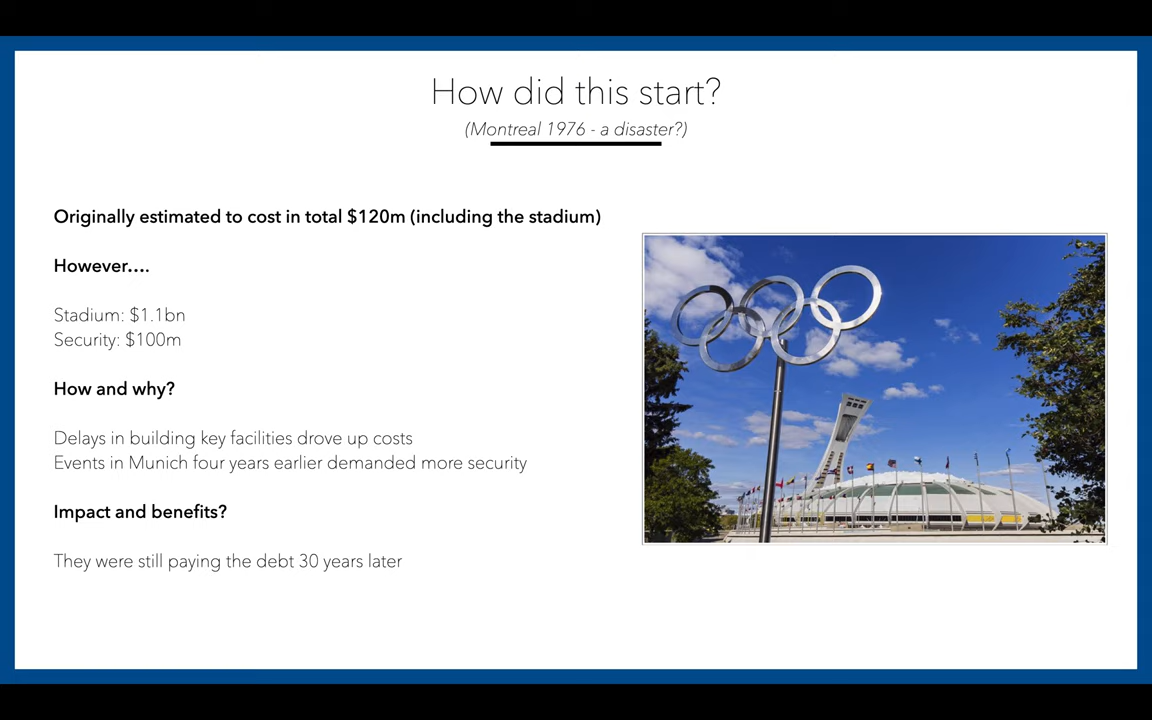 How did this start?
(Montreal 1976 - a disaster?)
Originally estimated to cost in total $120m (including the stadium)
However....
Stadium: $1.1bn
Security: $100m
How and why?
Delays in building key facilities drove up costs
Events in Munich four years earlier demanded more security
Impact and benefits?
They were still paying the debt 30 years later